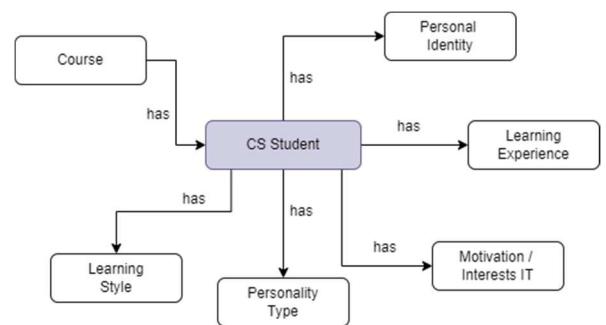 Personal
Identity
Course
has
has
CS Student
has
Learning
Experience
has
has
has
Learning
Style
Personality
Type
Motivation /
Interests IT